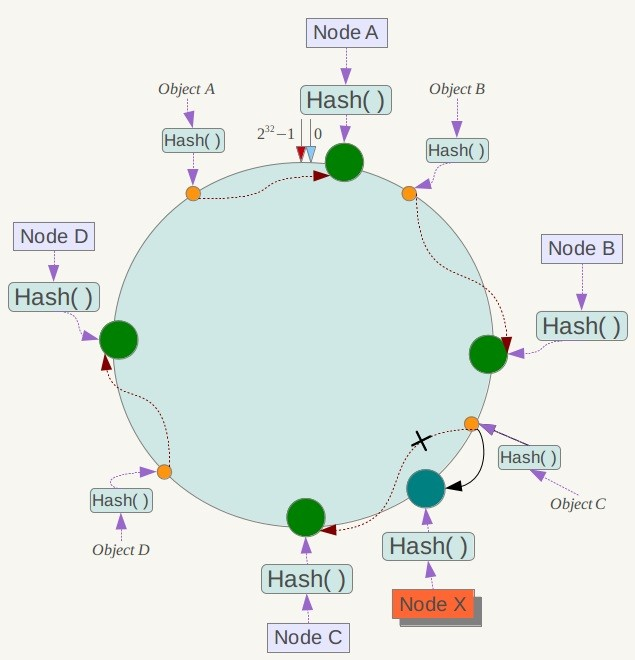 Node A
Object A
Hash( )
Object B
2³²−1
0
Hash( )
Hash( )
Node D
Node B
Hash( )
Hash( )
Hash( )
Hash( )
Object C
Object D
Hash( )
Hash( )
Node X
Node C